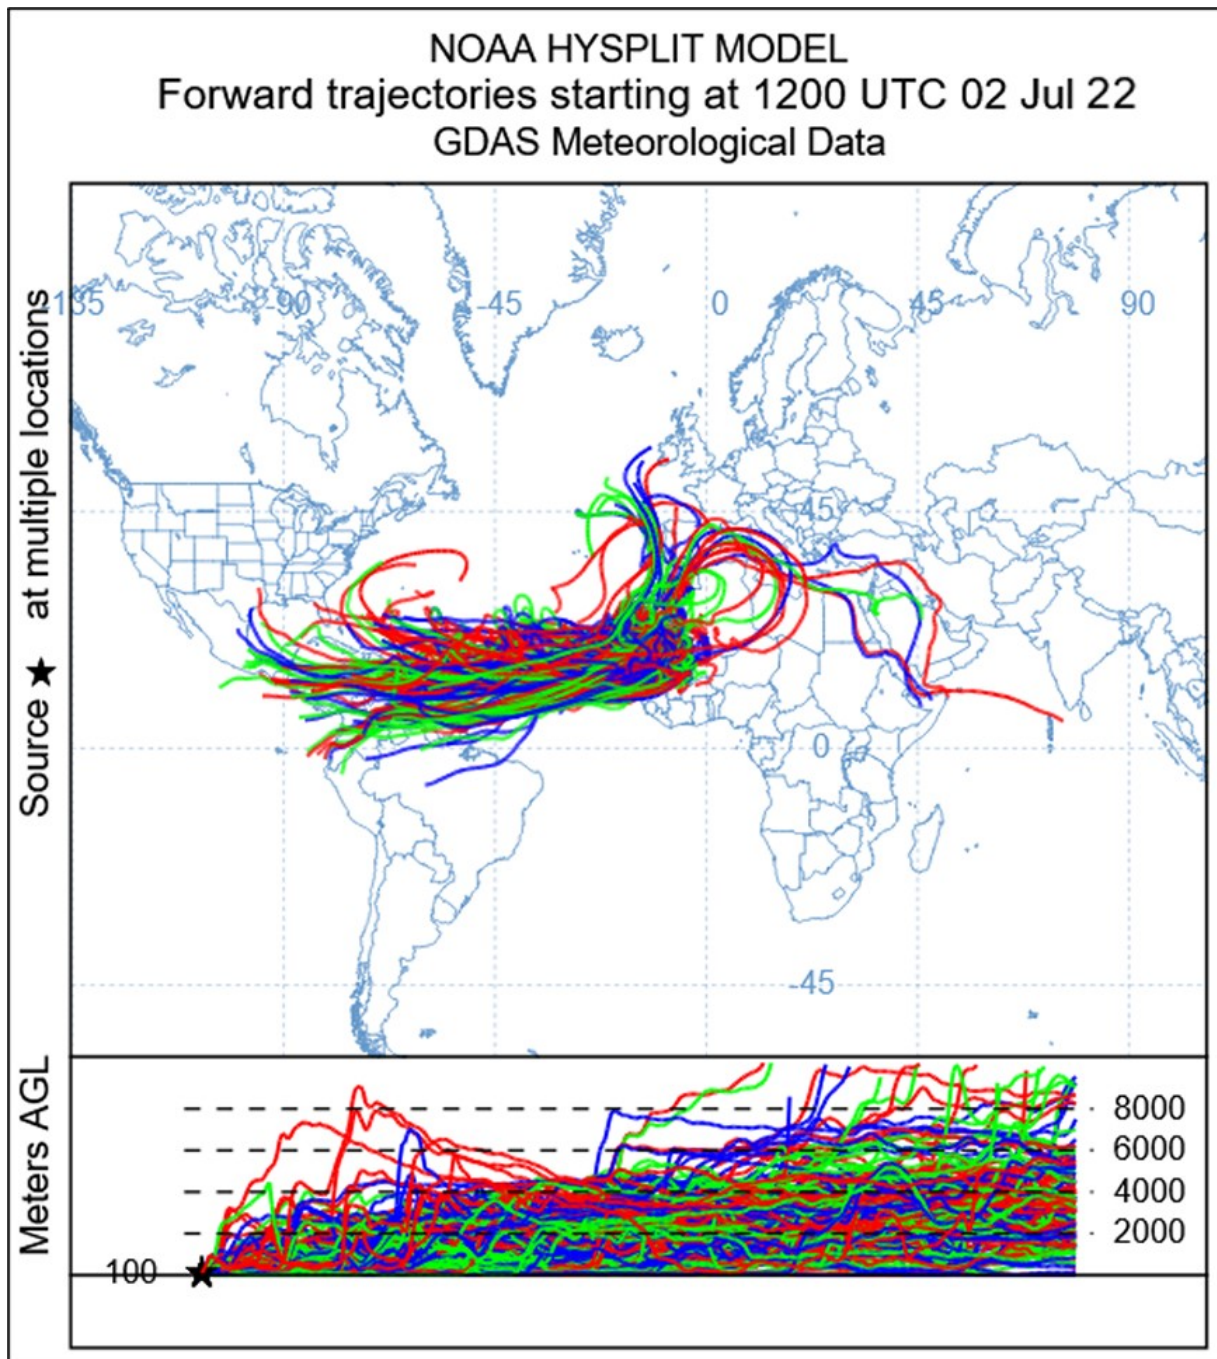 NOAA HYSPLIT MODEL
Forward trajectories starting at 1200 UTC 02 Jul 22
GDAS Meteorological Data
Source ★ at multiple locations
-135 -90 -45 0 45 90
45
0
-45
Meters AGL
8000
6000
4000
2000
100